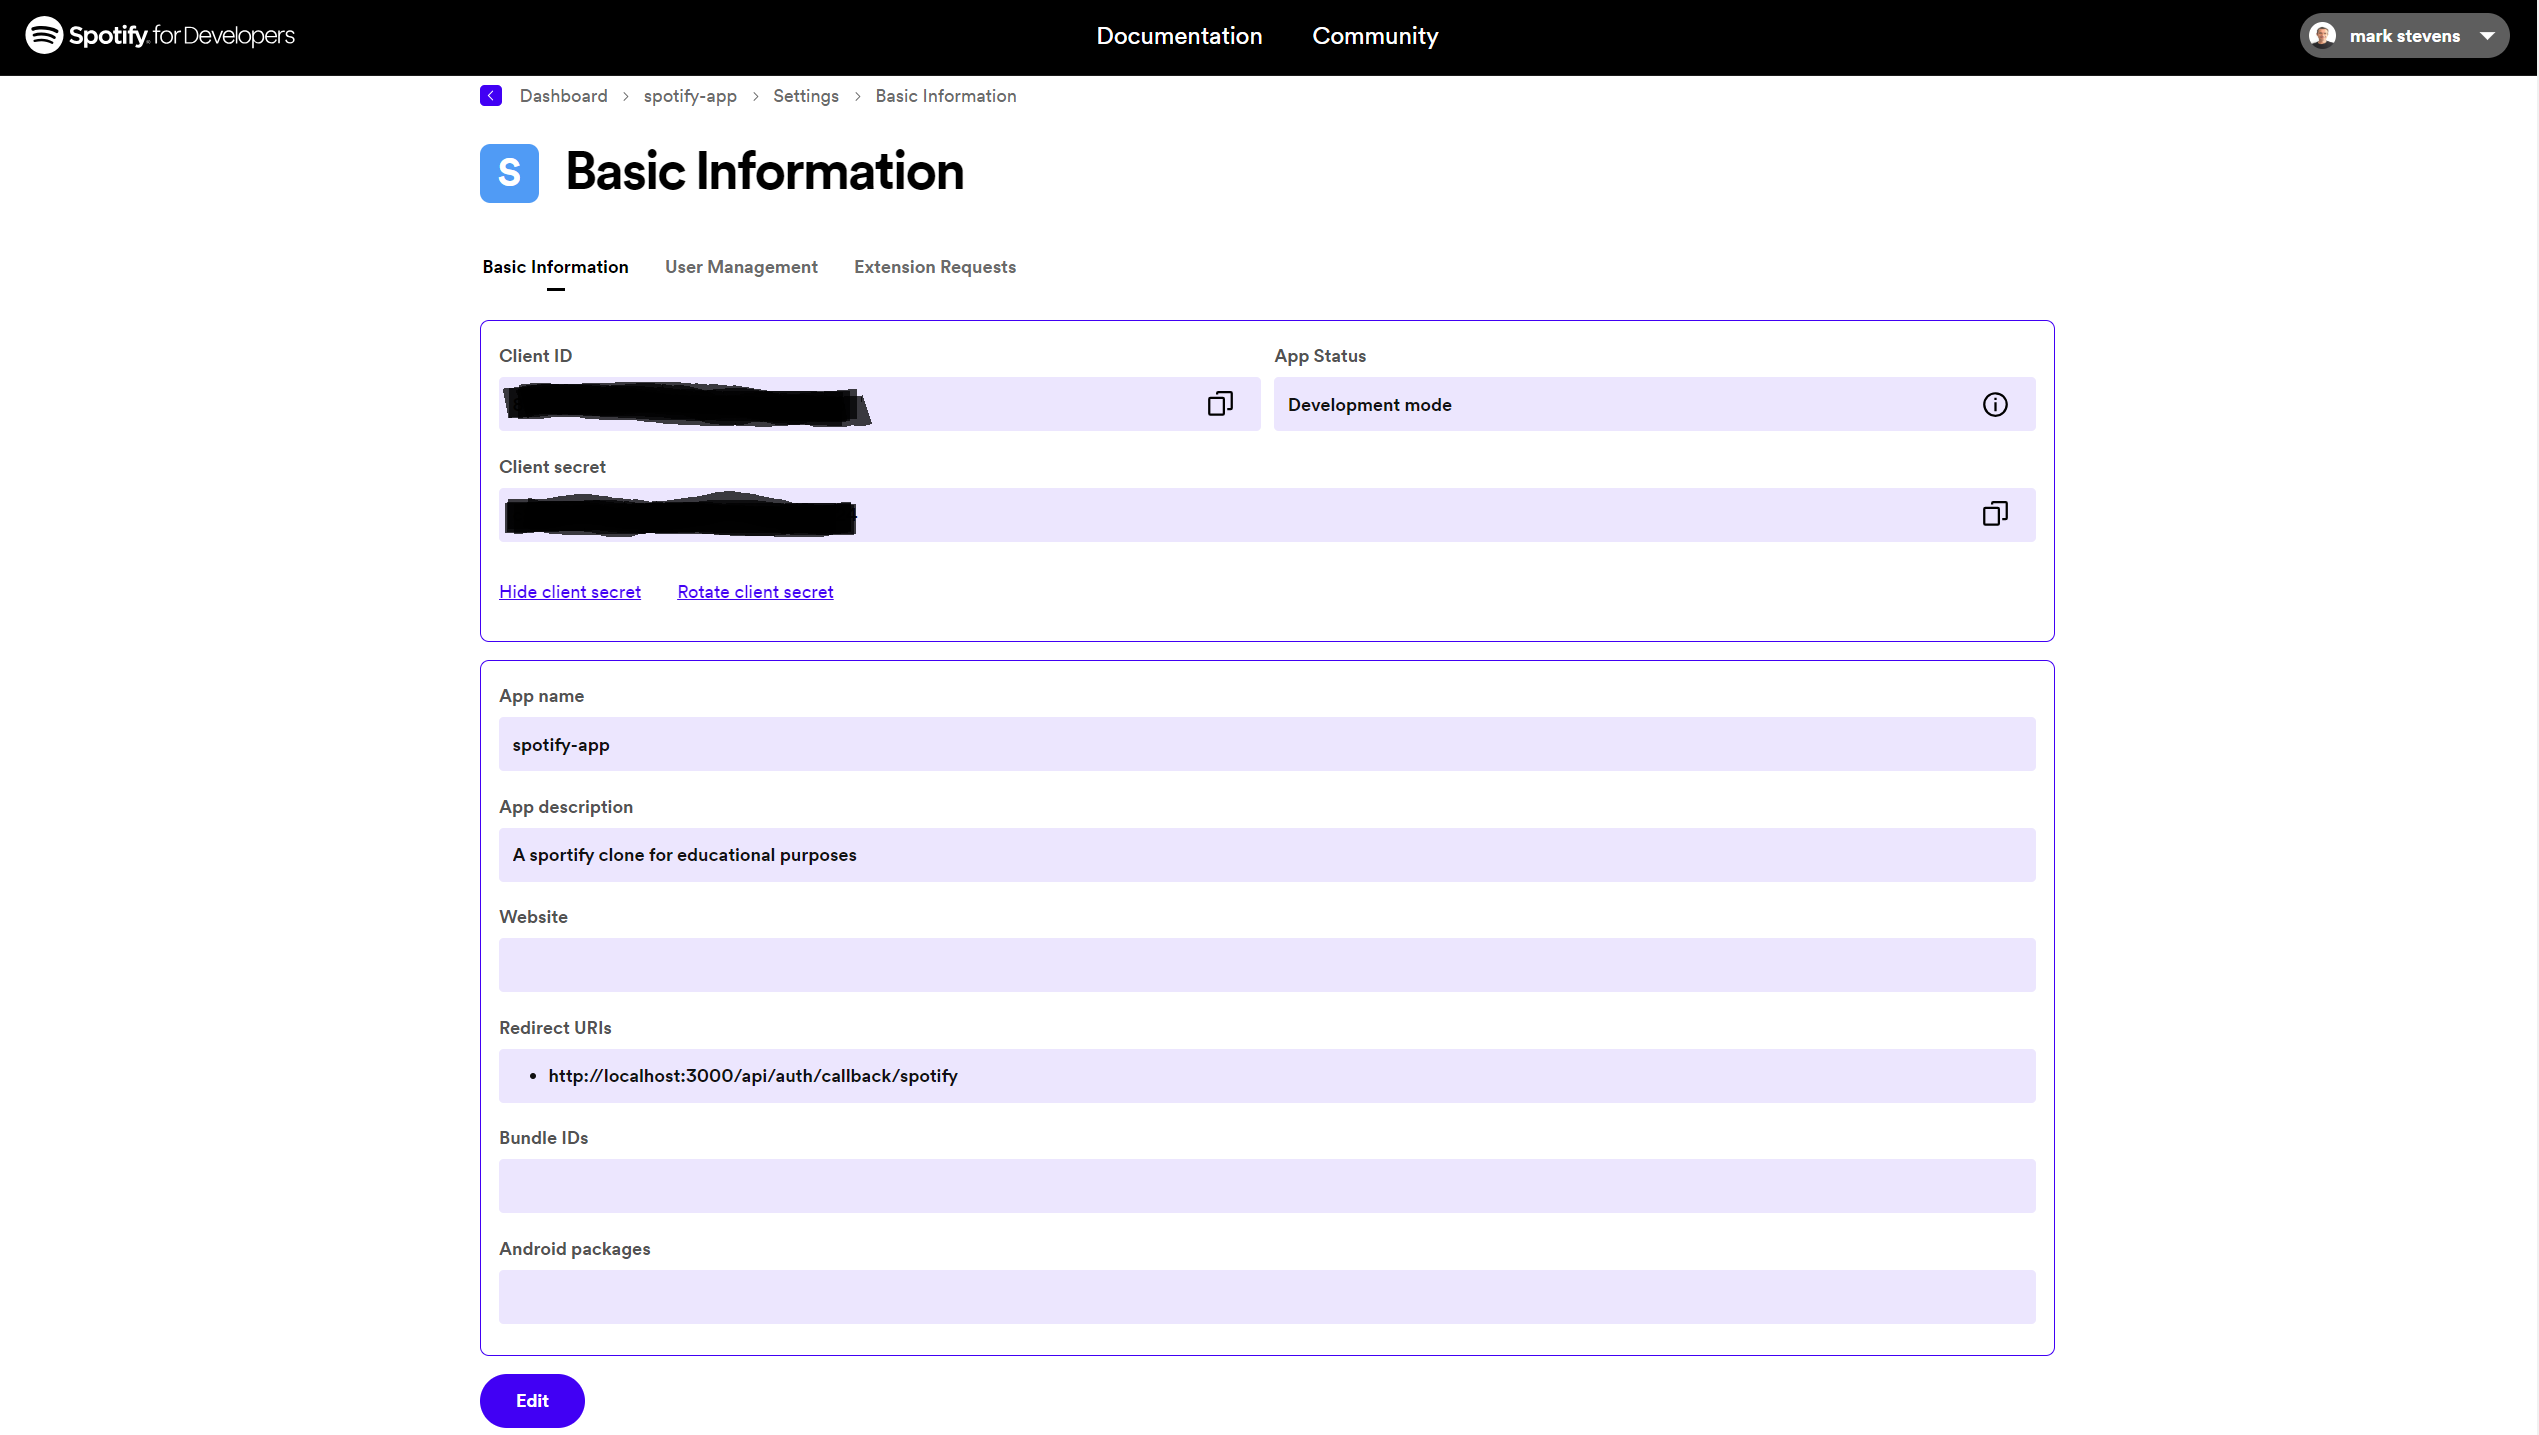 Spotify for Developers
Documentation Community
mark stevens
Dashboard > spotify-app > Settings > Basic Information
S Basic Information
Basic Information User Management Extension Requests
Client ID App Status
Development mode
Client secret
Hide client secret Rotate client secret
App name
spotify-app
App description
A sportify clone for educational purposes
Website
Redirect URIs
• http://localhost:3000/api/auth/callback/spotify
Bundle IDs
Android packages
Edit